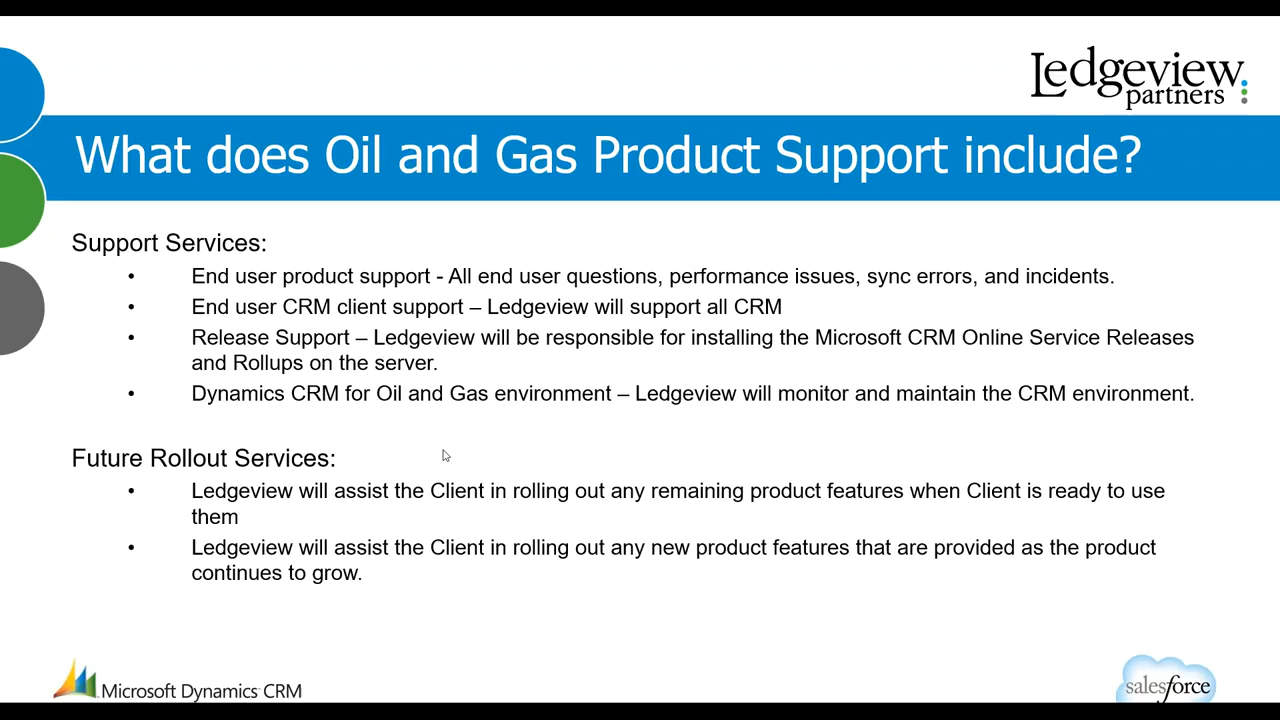 Ledgeview
partners
What does Oil and Gas Product Support include?
Support Services:
• End user product support - All end user questions, performance issues, sync errors, and incidents.
• End user CRM client support – Ledgeview will support all CRM
• Release Support – Ledgeview will be responsible for installing the Microsoft CRM Online Service Releases
and Rollups on the server.
• Dynamics CRM for Oil and Gas environment – Ledgeview will monitor and maintain the CRM environment.
Future Rollout Services:
• Ledgeview will assist the Client in rolling out any remaining product features when Client is ready to use
them
• Ledgeview will assist the Client in rolling out any new product features that are provided as the product
continues to grow.
Microsoft Dynamics CRM
salesforce